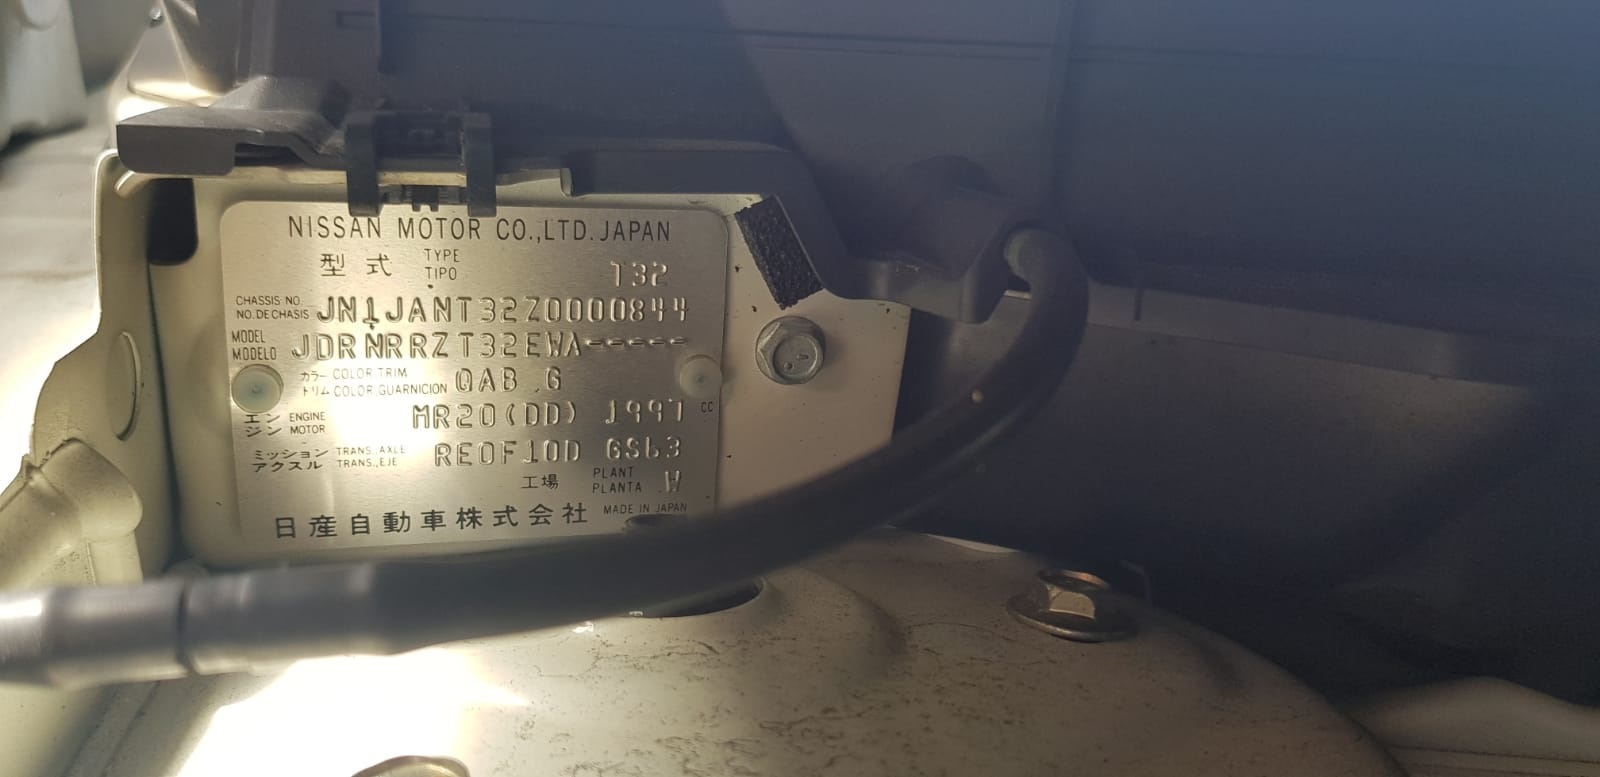 NISSAN MOTOR CO.,LTD.JAPAN
型式 TYPE TIPO T32
CHASSIS NO. NO.DE CHASIS JN1JANT32Z0000844
MODEL MODELO JDRNRRZT32EWA-----
カラー COLOR TRIM トリム COLOR,GUARNICION QAB ,G
エンジン ENGINE MOTOR MR20(DD) 1997 CC
ミッション アクスル TRANS.,AXLE TRANS.,EJE RE0F10D GS63
工場 PLANT PLANTA W
日産自動車株式会社 MADE IN JAPAN